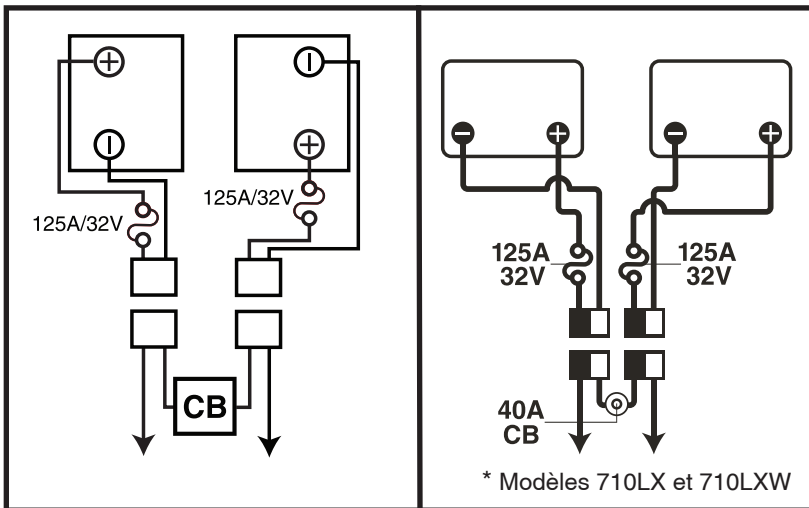 125A/32V
125A/32V
CB
125A
32V
125A
32V
40A
CB
* Modèles 710LX et 710LXW